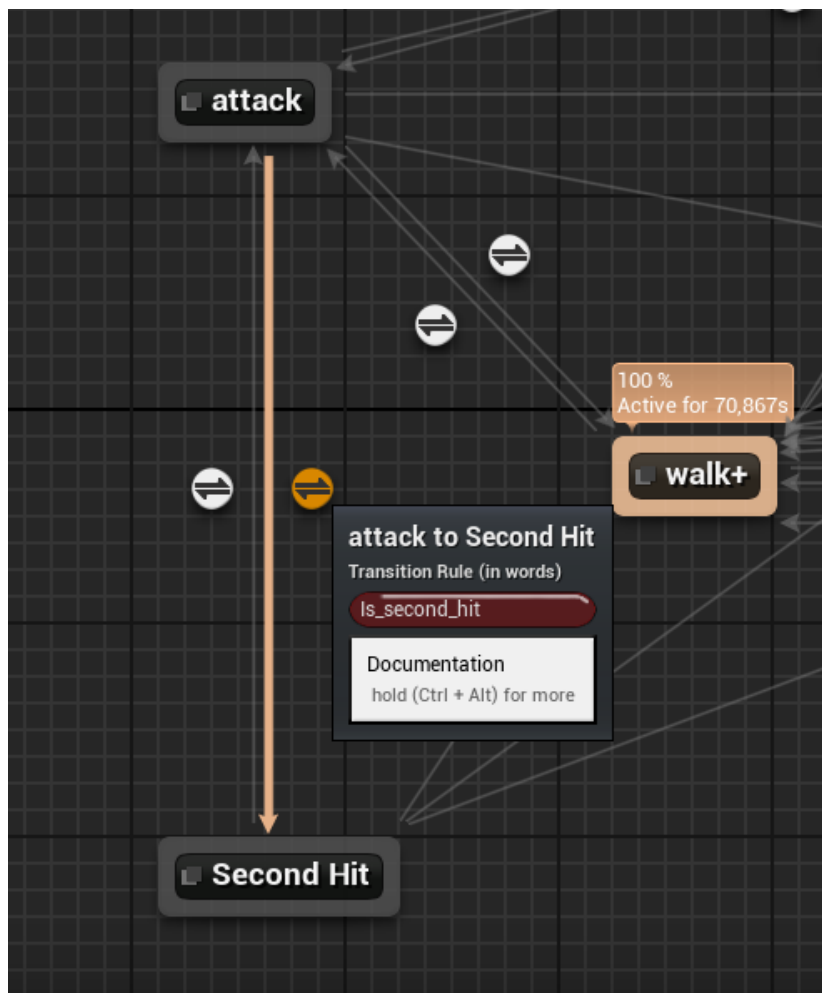 attack
100 %
Active for 70,867s
walk+
attack to Second Hit
Transition Rule (in words)
Is_second_hit
Documentation
hold (Ctrl + Alt) for more
Second Hit